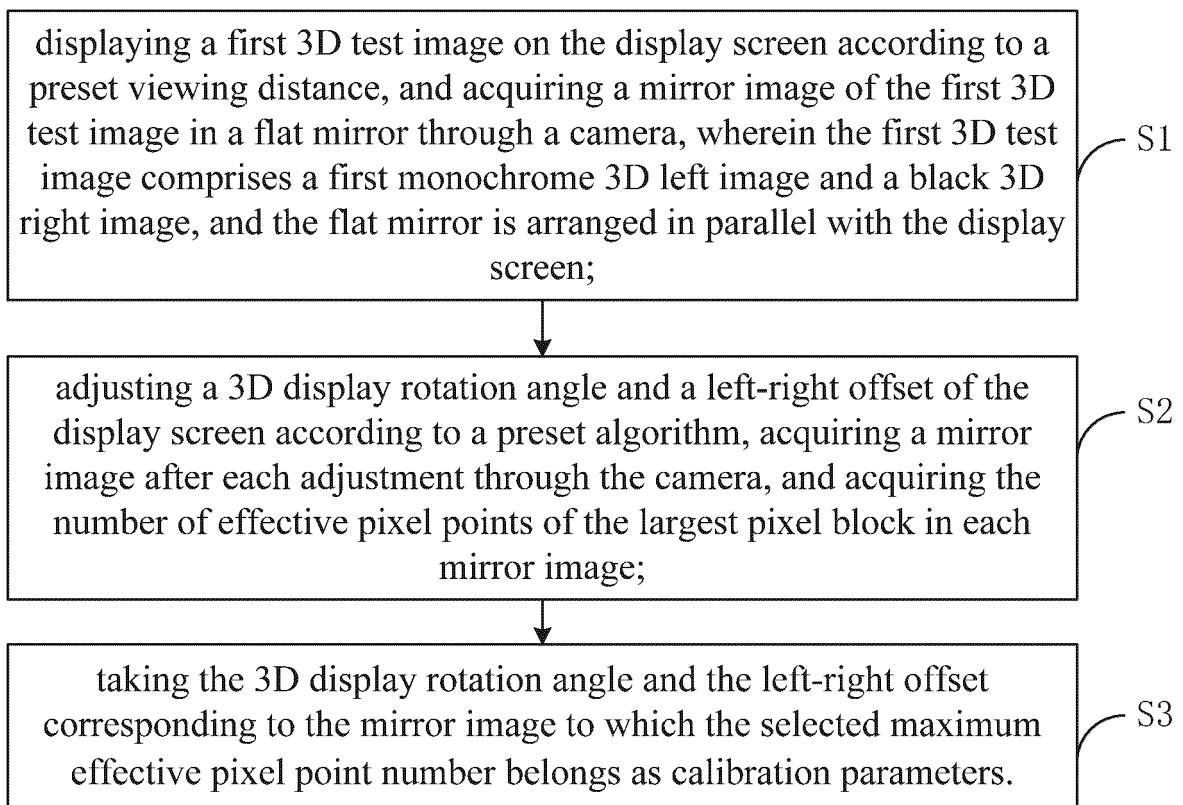 displaying a first 3D test image on the display screen according to a
preset viewing distance, and acquiring a mirror image of the first 3D
test image in a flat mirror through a camera, wherein the first 3D test
image comprises a first monochrome 3D left image and a black 3D
right image, and the flat mirror is arranged in parallel with the display
screen;
S1
adjusting a 3D display rotation angle and a left-right offset of the
display screen according to a preset algorithm, acquiring a mirror
image after each adjustment through the camera, and acquiring the
number of effective pixel points of the largest pixel block in each
mirror image;
S2
taking the 3D display rotation angle and the left-right offset
corresponding to the mirror image to which the selected maximum
effective pixel point number belongs as calibration parameters.
S3